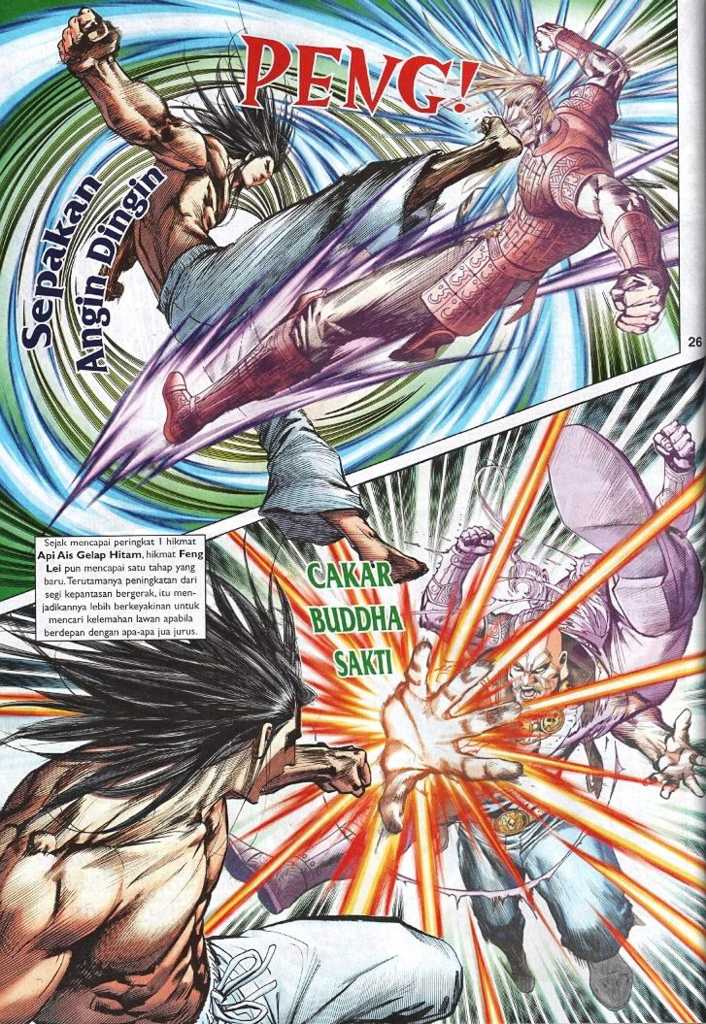 PENG!
Sepakan
Angin Dingin
26
Sejak mencapai peringkat 1 hikmat
Api Ais Gelap Hitam, hikmat Feng
Lei pun mencapai satu tahap yang
baru. Terutamanya peningkatan dari
segi kepantasan bergerak, itu men-
jadikannya lebih berkeyakinan untuk
mencari kelemahan lawan apabila
berdepan dengan apa-apa jua jurus.
CAKAR
BUDDHA
SAKTI